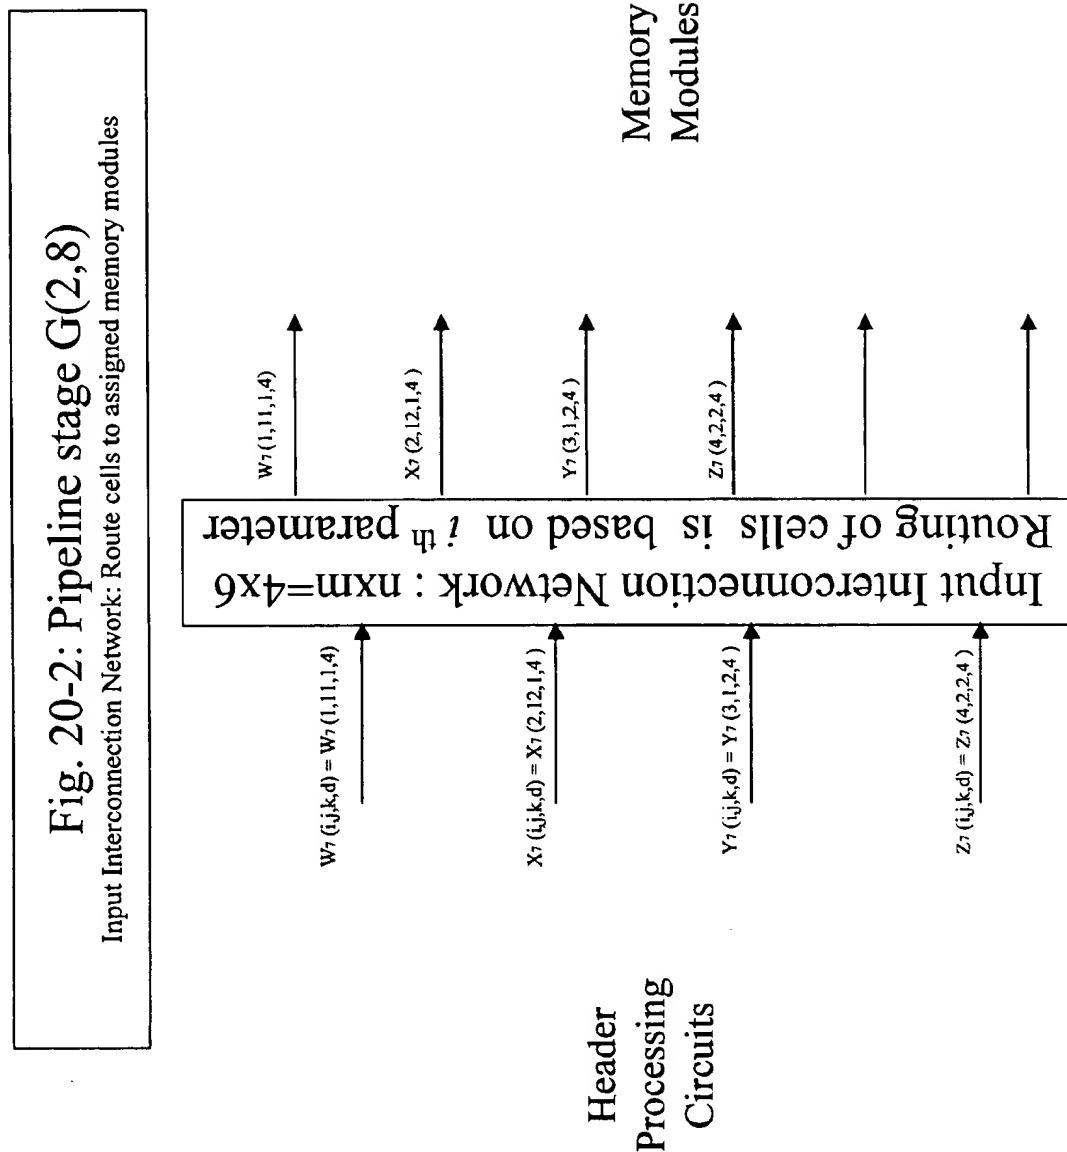 Fig. 20-2: Pipeline stage G(2,8)
Input Interconnection Network: Route cells to assigned memory modules
Header
Processing
Circuits
W7 (i,j,k,d) = W7 (1,11,1,4)
X7 (i,j,k,d) = X7 (2,12,1,4 )
Y7 (i,j,k,d) = Y7 (3,1,2,4 )
Z7 (i,j,k,d) = Z7 (4,2,2,4 )
Input Interconnection Network : nxm=4x6
Routing of cells is based on i th parameter
W7 (1,11,1,4)
X7 (2,12,1,4 )
Y7 (3,1,2,4 )
Z7 (4,2,2,4 )
Memory
Modules